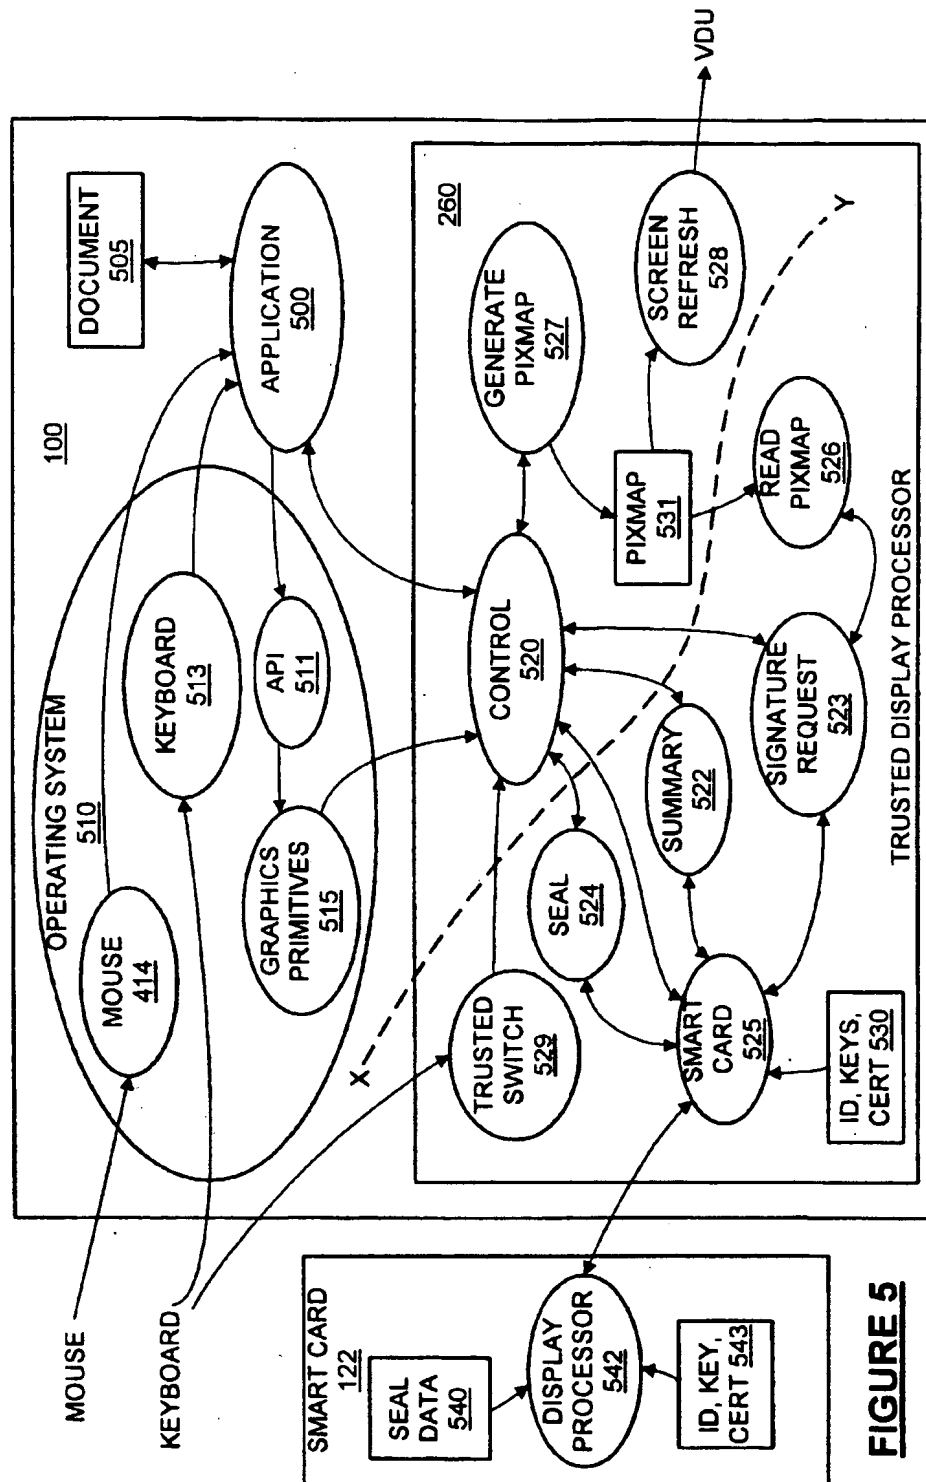 MOUSE
KEYBOARD
100
OPERATING SYSTEM
510
MOUSE
414
KEYBOARD
513
GRAPHICS
PRIMITIVES
515
API
511
APPLICATION
500
DOCUMENT
505
260
X
Y
TRUSTED
SWITCH
529
CONTROL
520
GENERATE
PIXMAP
527
PIXMAP
531
SCREEN
REFRESH
528
VDU
SEAL
524
SUMMARY
522
SIGNATURE
REQUEST
523
READ
PIXMAP
526
SMART
CARD
525
ID, KEYS,
CERT 530
TRUSTED DISPLAY PROCESSOR
SMART CARD
122
SEAL
DATA
540
DISPLAY
PROCESSOR
542
ID, KEY,
CERT 543
FIGURE 5